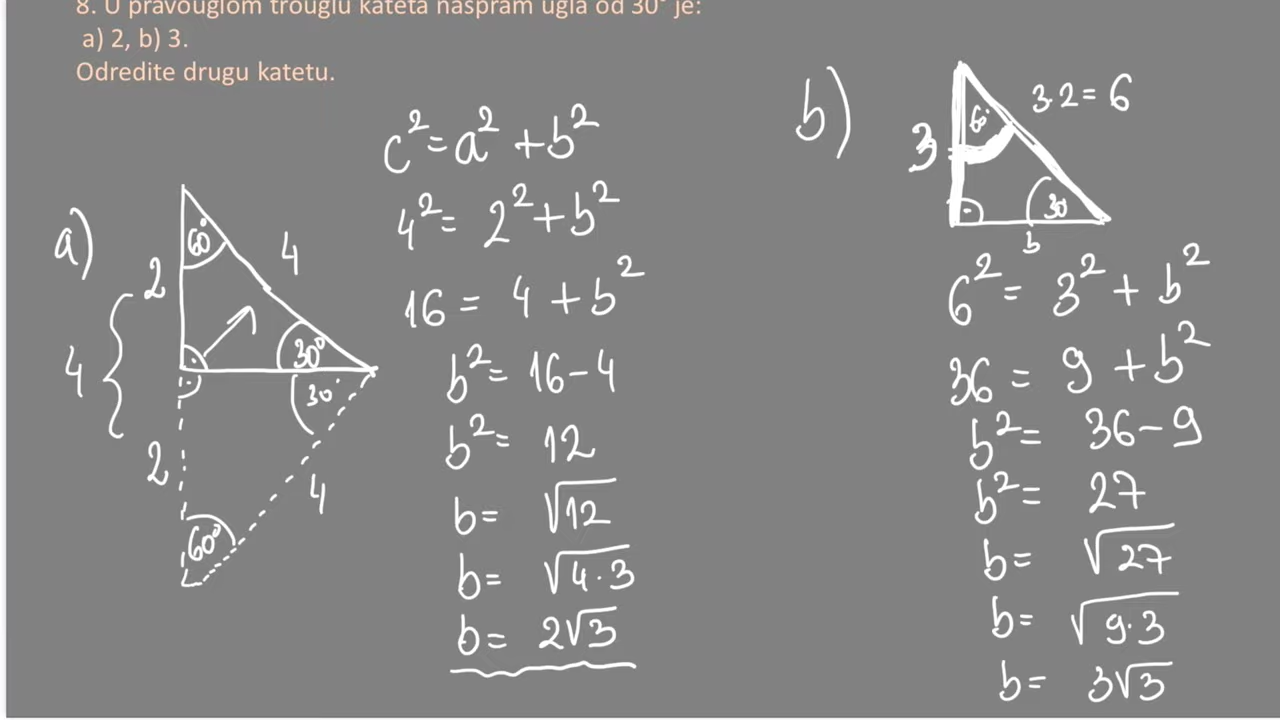 8. U pravouglom trouglu kateta naspram ugla od 30° je:
a) 2, b) 3.
Odredite drugu katetu.
a)
60°
2
4
30°
4
30°
2
4
60°
c² = a² + b²
4² = 2² + b²
16 = 4 + b²
b² = 16 - 4
b² = 12
b = √12
b = √4·3
b = 2√3
b)
3·2 = 6
3
30
b
6² = 3² + b²
36 = 9 + b²
b² = 36 - 9
b² = 27
b = √27
b = √9·3
b = 3√3